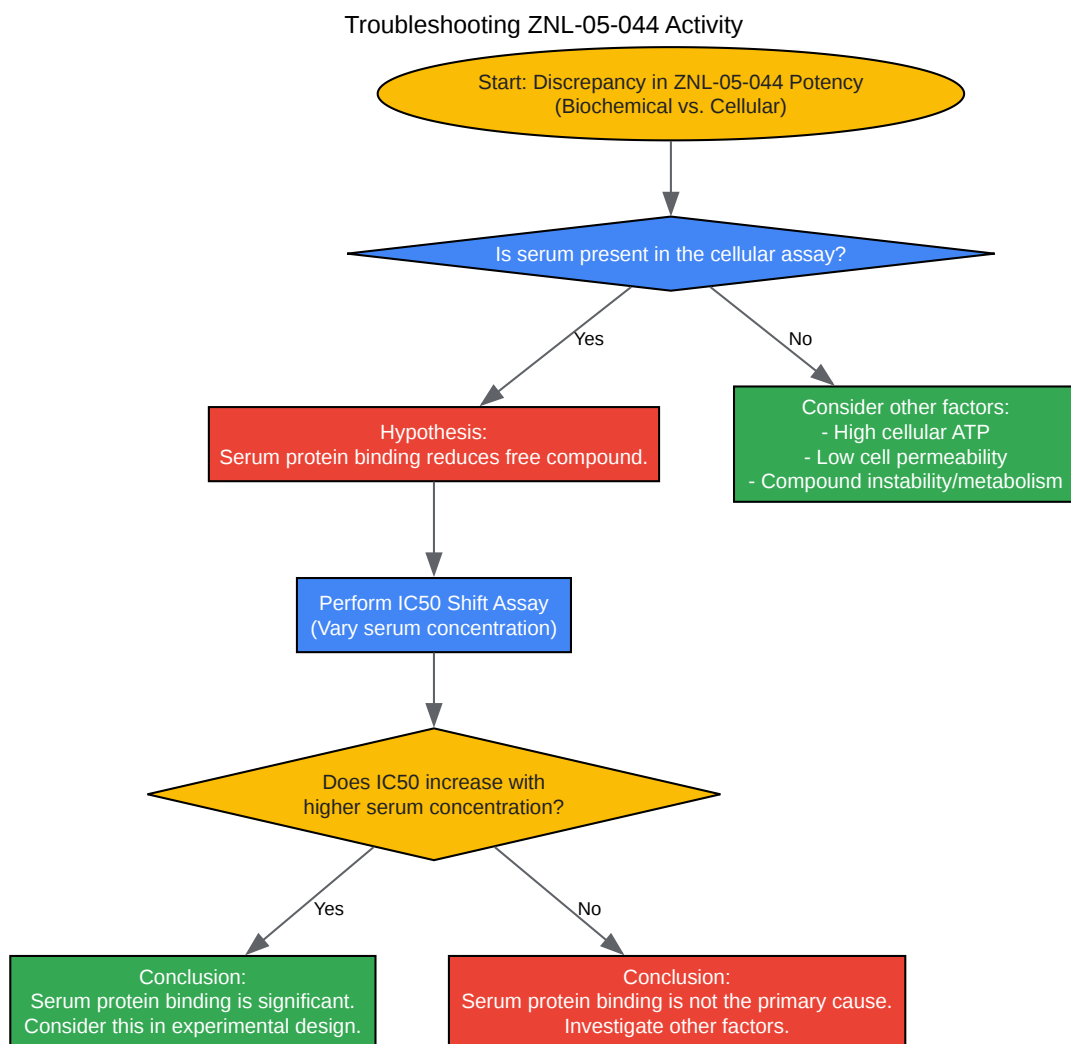 Troubleshooting ZNL-05-044 Activity
Start: Discrepancy in ZNL-05-044 Potency
(Biochemical vs. Cellular)
Is serum present in the cellular assay?
Yes
No
Hypothesis:
Serum protein binding reduces free compound.
Consider other factors:
- High cellular ATP
- Low cell permeability
- Compound instability/metabolism
Perform IC50 Shift Assay
(Vary serum concentration)
Does IC50 increase with
higher serum concentration?
Yes
No
Conclusion:
Serum protein binding is significant.
Consider this in experimental design.
Conclusion:
Serum protein binding is not the primary cause.
Investigate other factors.